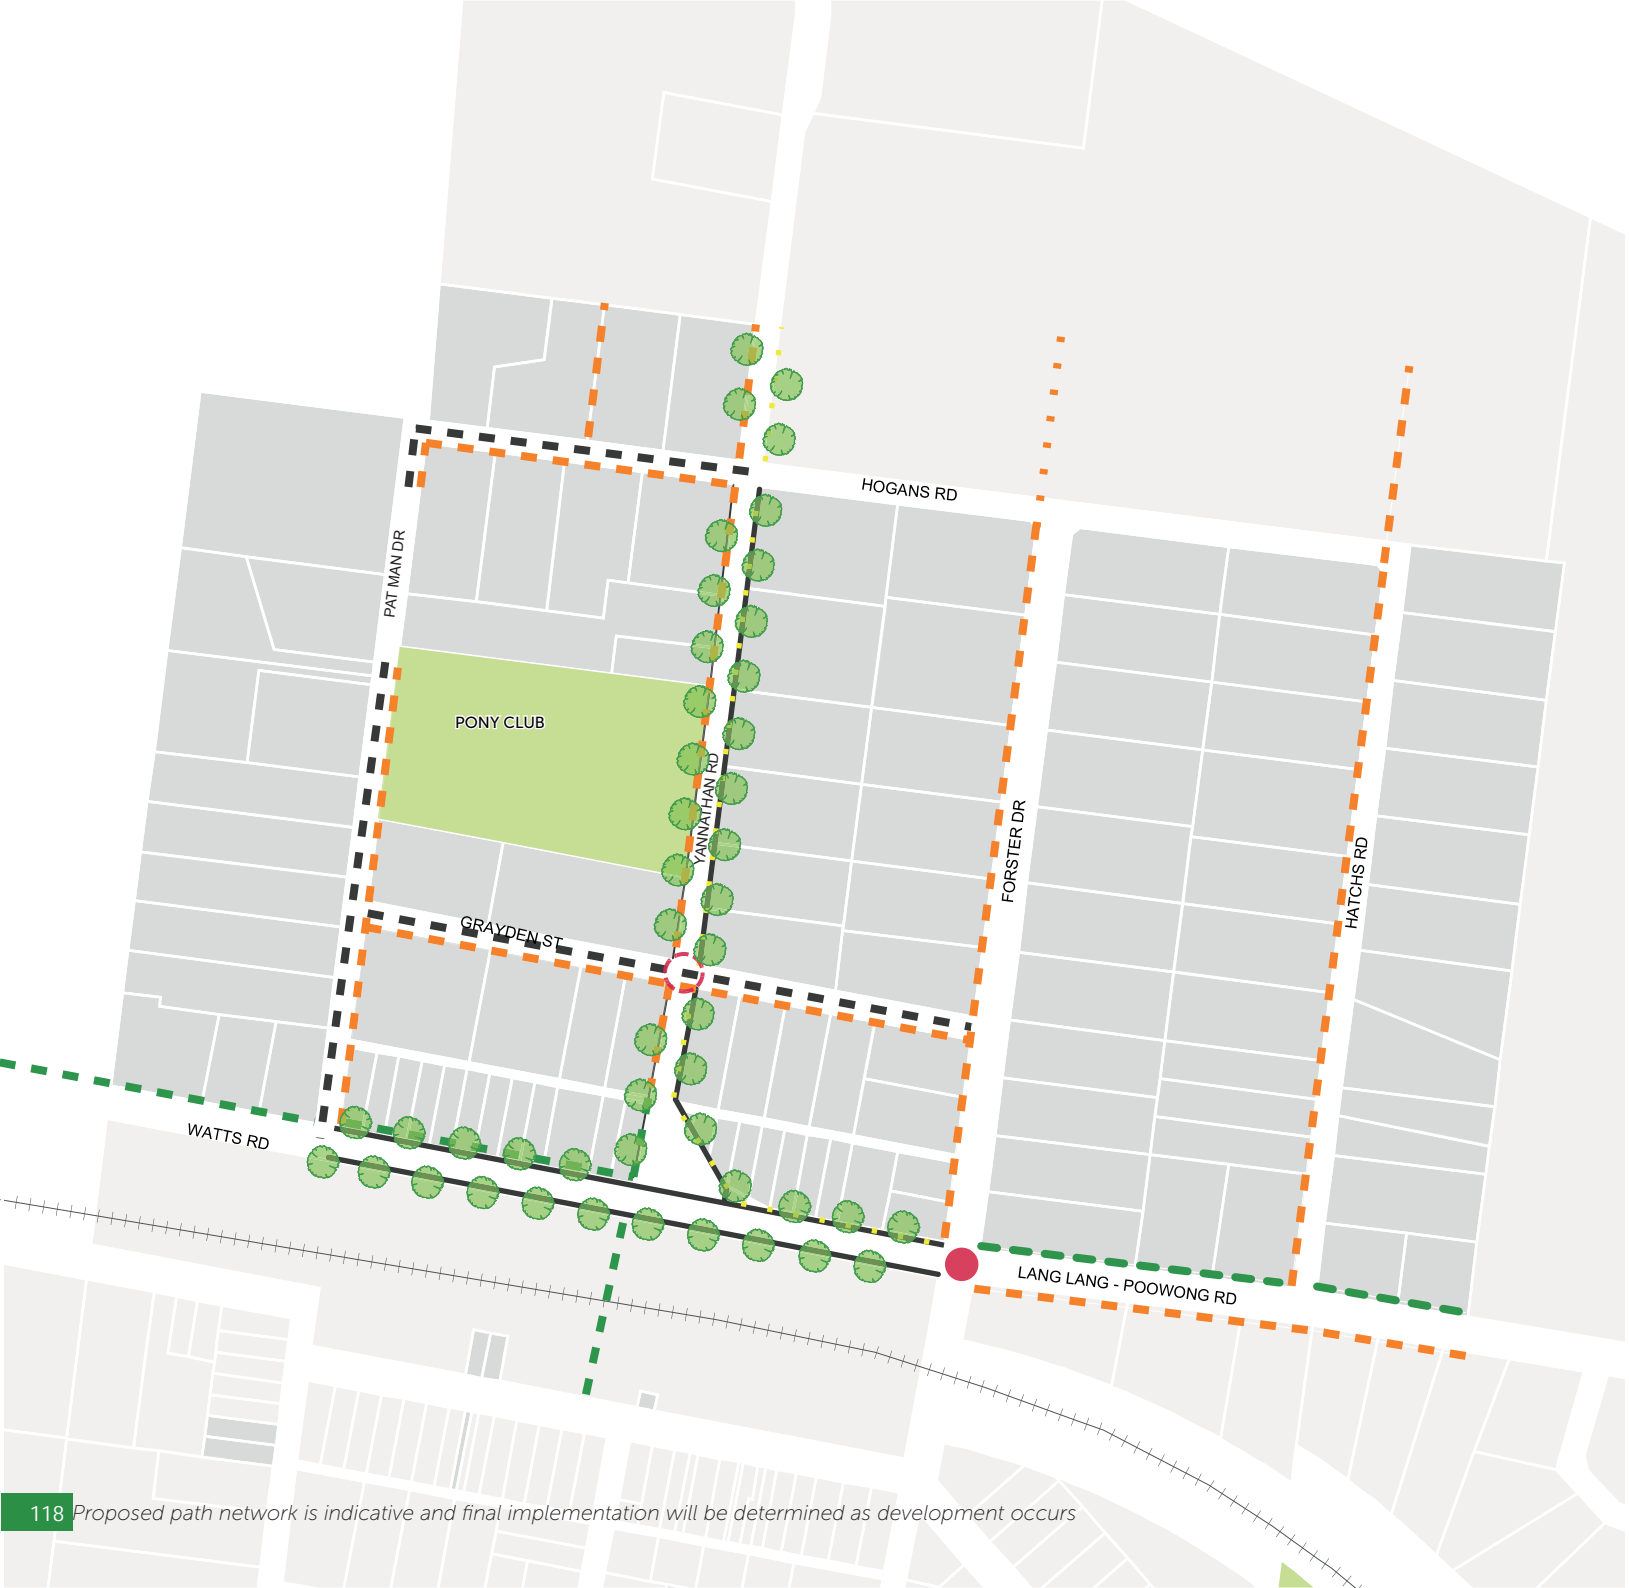 HOGANS RD
PAT MAN DR
PONY CLUB
YANNATHAN RD
FORSTER DR
HATCHS RD
GRAYDEN ST
WATTS RD
LANG LANG - POOWONG RD
118 Proposed path network is indicative and final implementation will be determined as development occurs